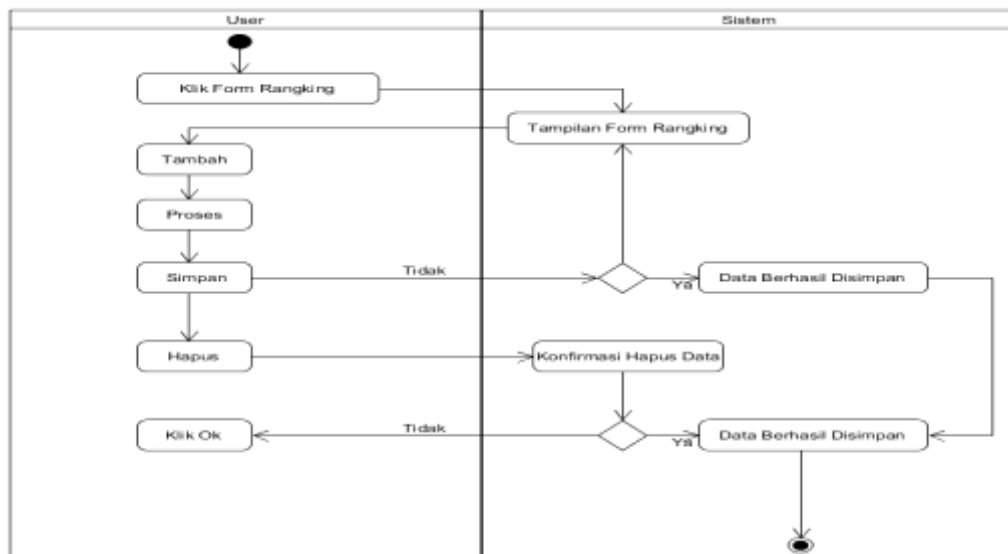 User
Sistem
Klik Form Rangking
Tampilan Form Rangking
Tambah
Proses
Simpan
Tidak
Ya
Data Berhasil Disimpan
Hapus
Konfirmasi Hapus Data
Klik Ok
Tidak
Ya
Data Berhasil Disimpan